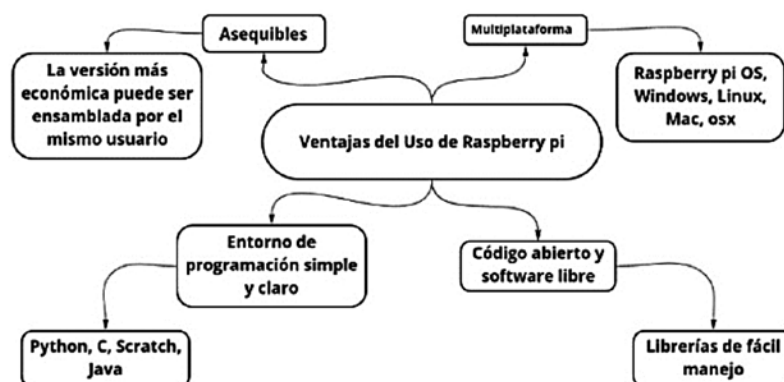 Asequibles
Multiplataforma
La versión más
económica puede ser
ensamblada por el
mismo usuario
Raspberry pi OS,
Windows, Linux,
Mac, osx
Ventajas del Uso de Raspberry pi
Entorno de
programación simple
y claro
Código abierto y
software libre
Python, C, Scratch,
Java
Librerías de fácil
manejo